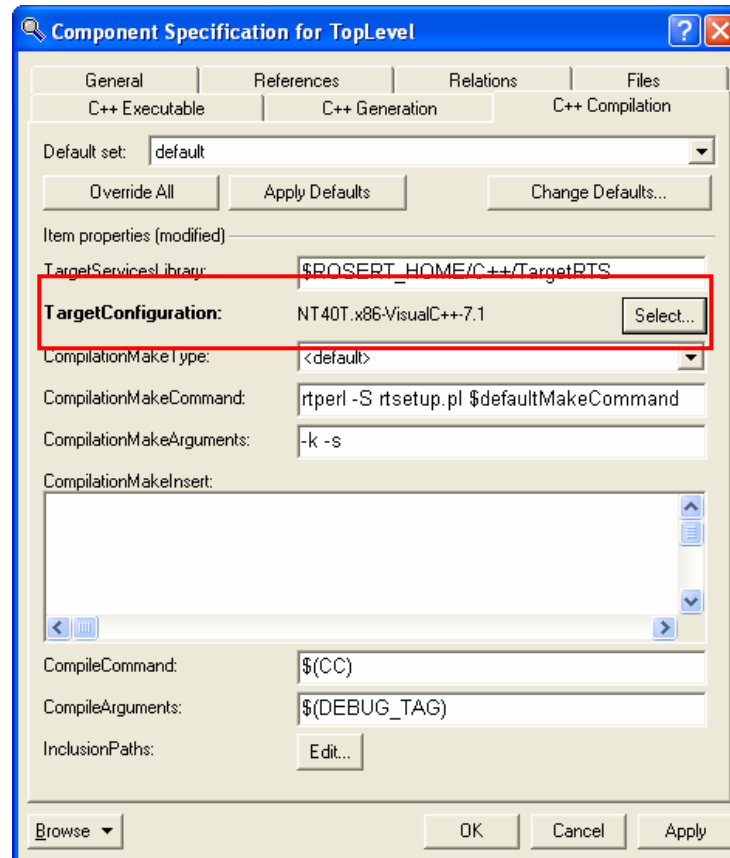 Component Specification for TopLevel
General References Relations Files
C++ Executable C++ Generation C++ Compilation
Default set: default
Override All Apply Defaults Change Defaults...
Item properties (modified)
TargetServicesLibrary: $ROSERT_HOME/C++/TargetRTS
TargetConfiguration: NT40T.x86-VisualC++-7.1 Select...
CompilationMakeType: <default>
CompilationMakeCommand: rtperl -S rtsetup.pl $defaultMakeCommand
CompilationMakeArguments: -k -s
CompilationMakeInsert:
CompileCommand: $(CC)
CompileArguments: $(DEBUG_TAG)
InclusionPaths: Edit...
Browse OK Cancel Apply